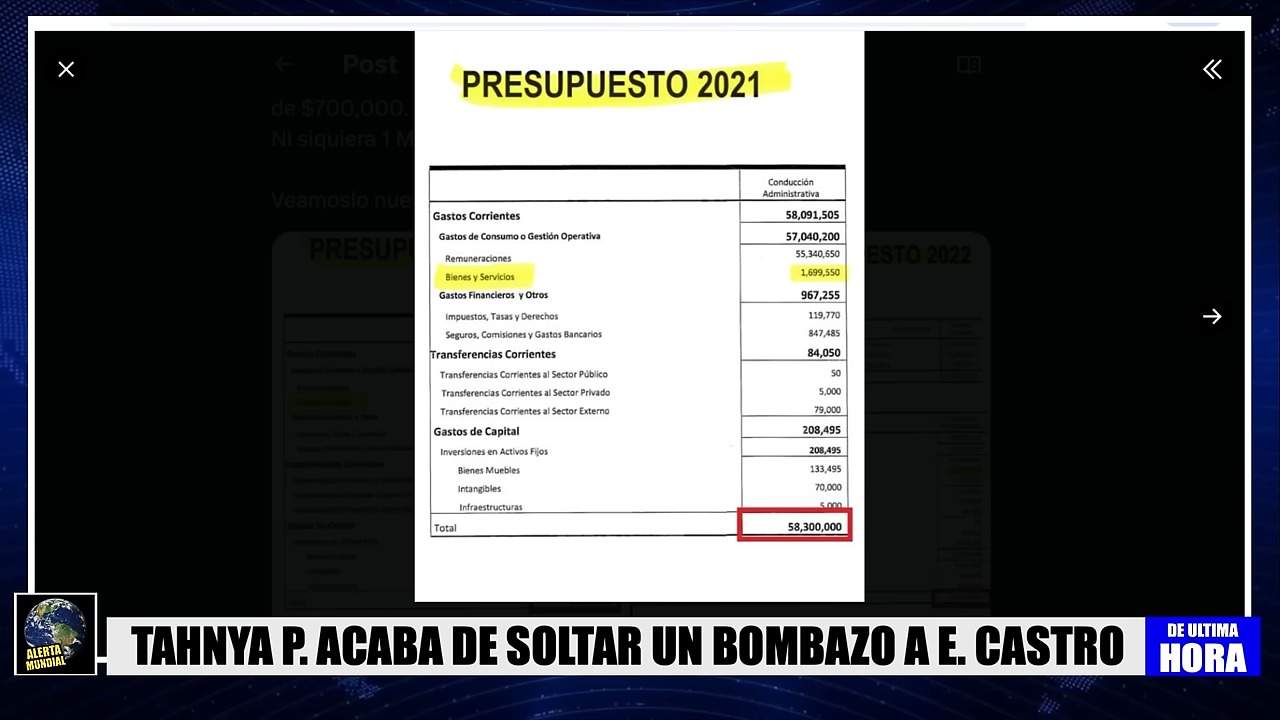 Post
de $700,000.
Ni siquiera 1 M
Veamoslo nue
PRESUPU
ESTO 2022
PRESUPUESTO 2021
Conducción
Administrativa
Gastos Corrientes 58,091,505
Gastos de Consumo o Gestión Operativa 57,040,200
Remuneraciones 55,340,650
Bienes y Servicios 1,699,550
Gastos Financieros y Otros 967,255
Impuestos, Tasas y Derechos 119,770
Seguros, Comisiones y Gastos Bancarios 847,485
Transferencias Corrientes 84,050
Transferencias Corrientes al Sector Público 50
Transferencias Corrientes al Sector Privado 5,000
Transferencias Corrientes al Sector Externo 79,000
Gastos de Capital 208,495
Inversiones en Activos Fijos 208,495
Bienes Muebles 133,495
Intangibles 70,000
Infraestructuras 5,000
Total 58,300,000
ALERTA
MUNDIAL
TAHNYA P. ACABA DE SOLTAR UN BOMBAZO A E. CASTRO
DE ULTIMA
HORA